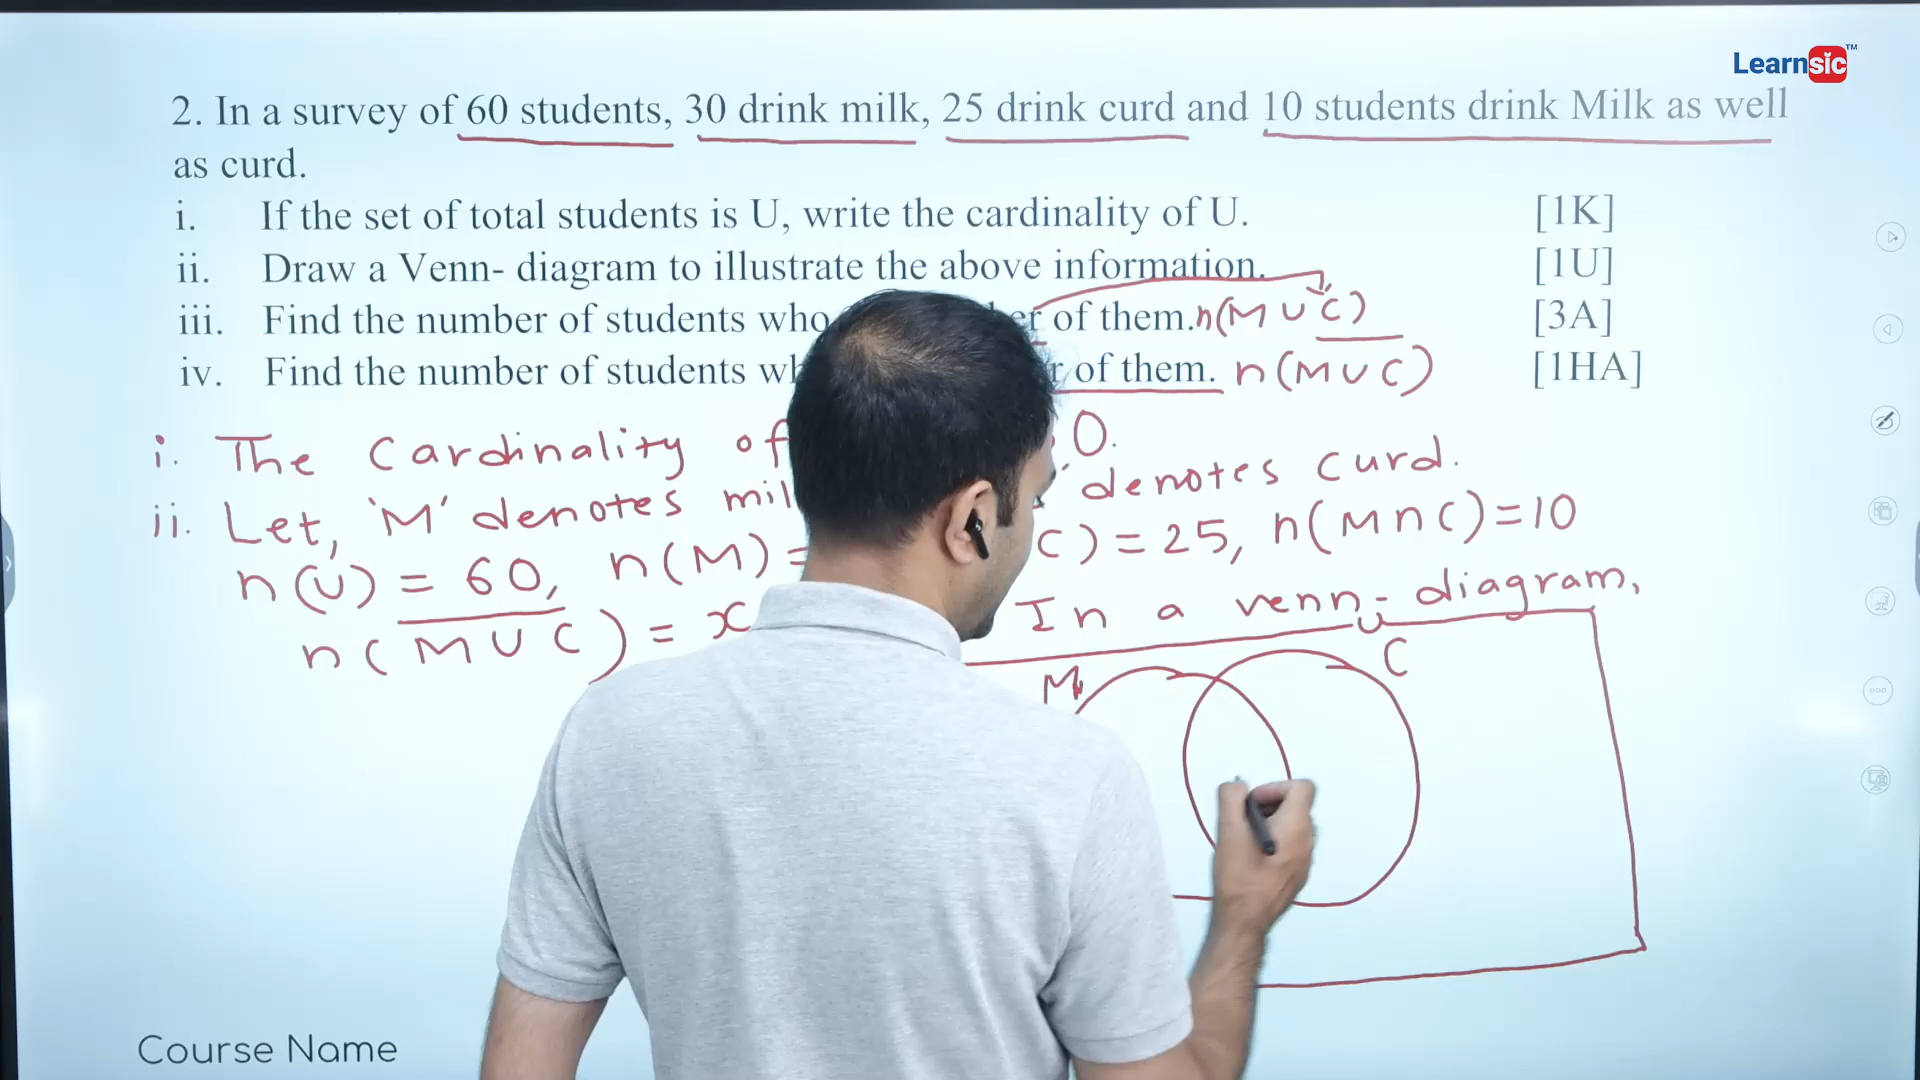 Learnsic™
2. In a survey of 60 students, 30 drink milk, 25 drink curd and 10 students drink Milk as well
as curd.
i. If the set of total students is U, write the cardinality of U. [1K]
ii. Draw a Venn- diagram to illustrate the above information. [1U]
iii. Find the number of students who of them. n(M∪C) [3A]
iv. Find the number of students of them. n(M∪C) [1HA]
i. The Cardinality of 0.
ii. Let, 'M' denotes denotes curd.
n(U) = 60, n(M) = C) = 25, n(M∩C)=10
n(M∪C) = x In a venn-diagram,
U
M C
Course Name